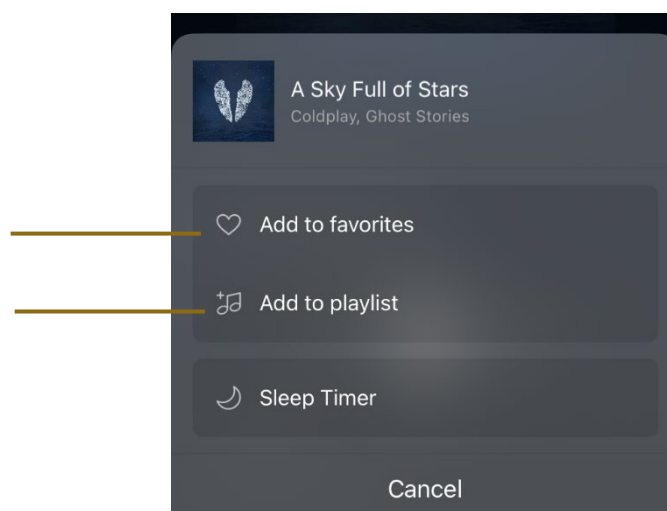 A Sky Full of Stars
Coldplay, Ghost Stories
Add to favorites
Add to playlist
Sleep Timer
Cancel